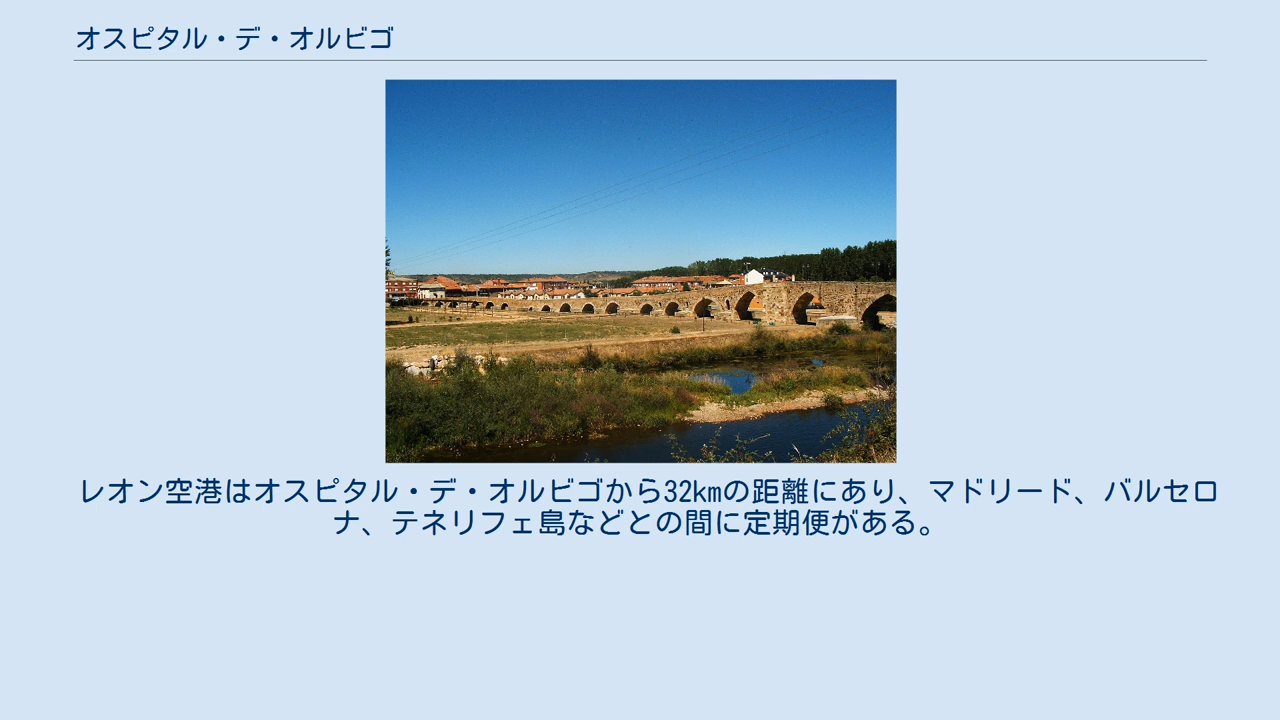 オスピタル・デ・オルビゴ
レオン空港はオスピタル・デ・オルビゴから32kmの距離にあり、マドリード、バルセロ
ナ、テネリフェ島などとの間に定期便がある。